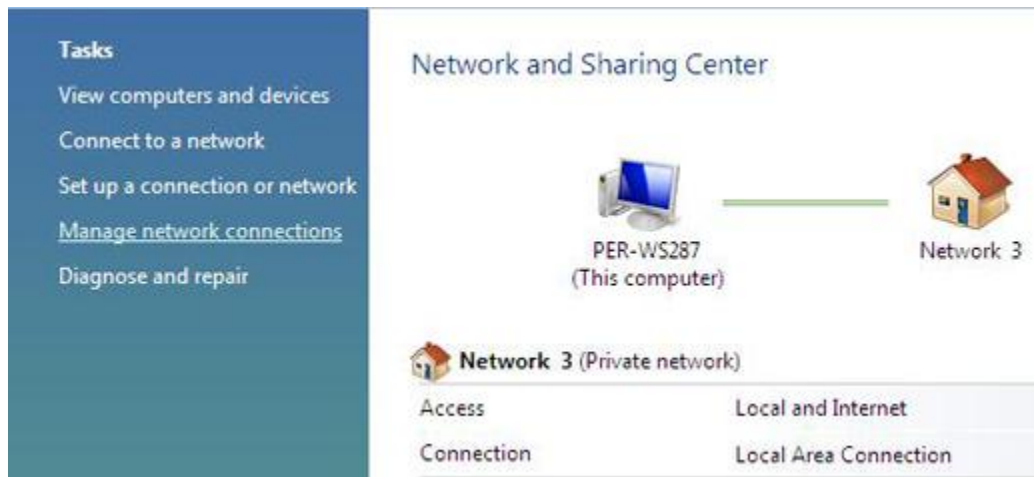 Tasks
View computers and devices
Connect to a network
Set up a connection or network
Manage network connections
Diagnose and repair
Network and Sharing Center
PER-WS287
(This computer)
Network 3
Network 3 (Private network)
Access Local and Internet
Connection Local Area Connection